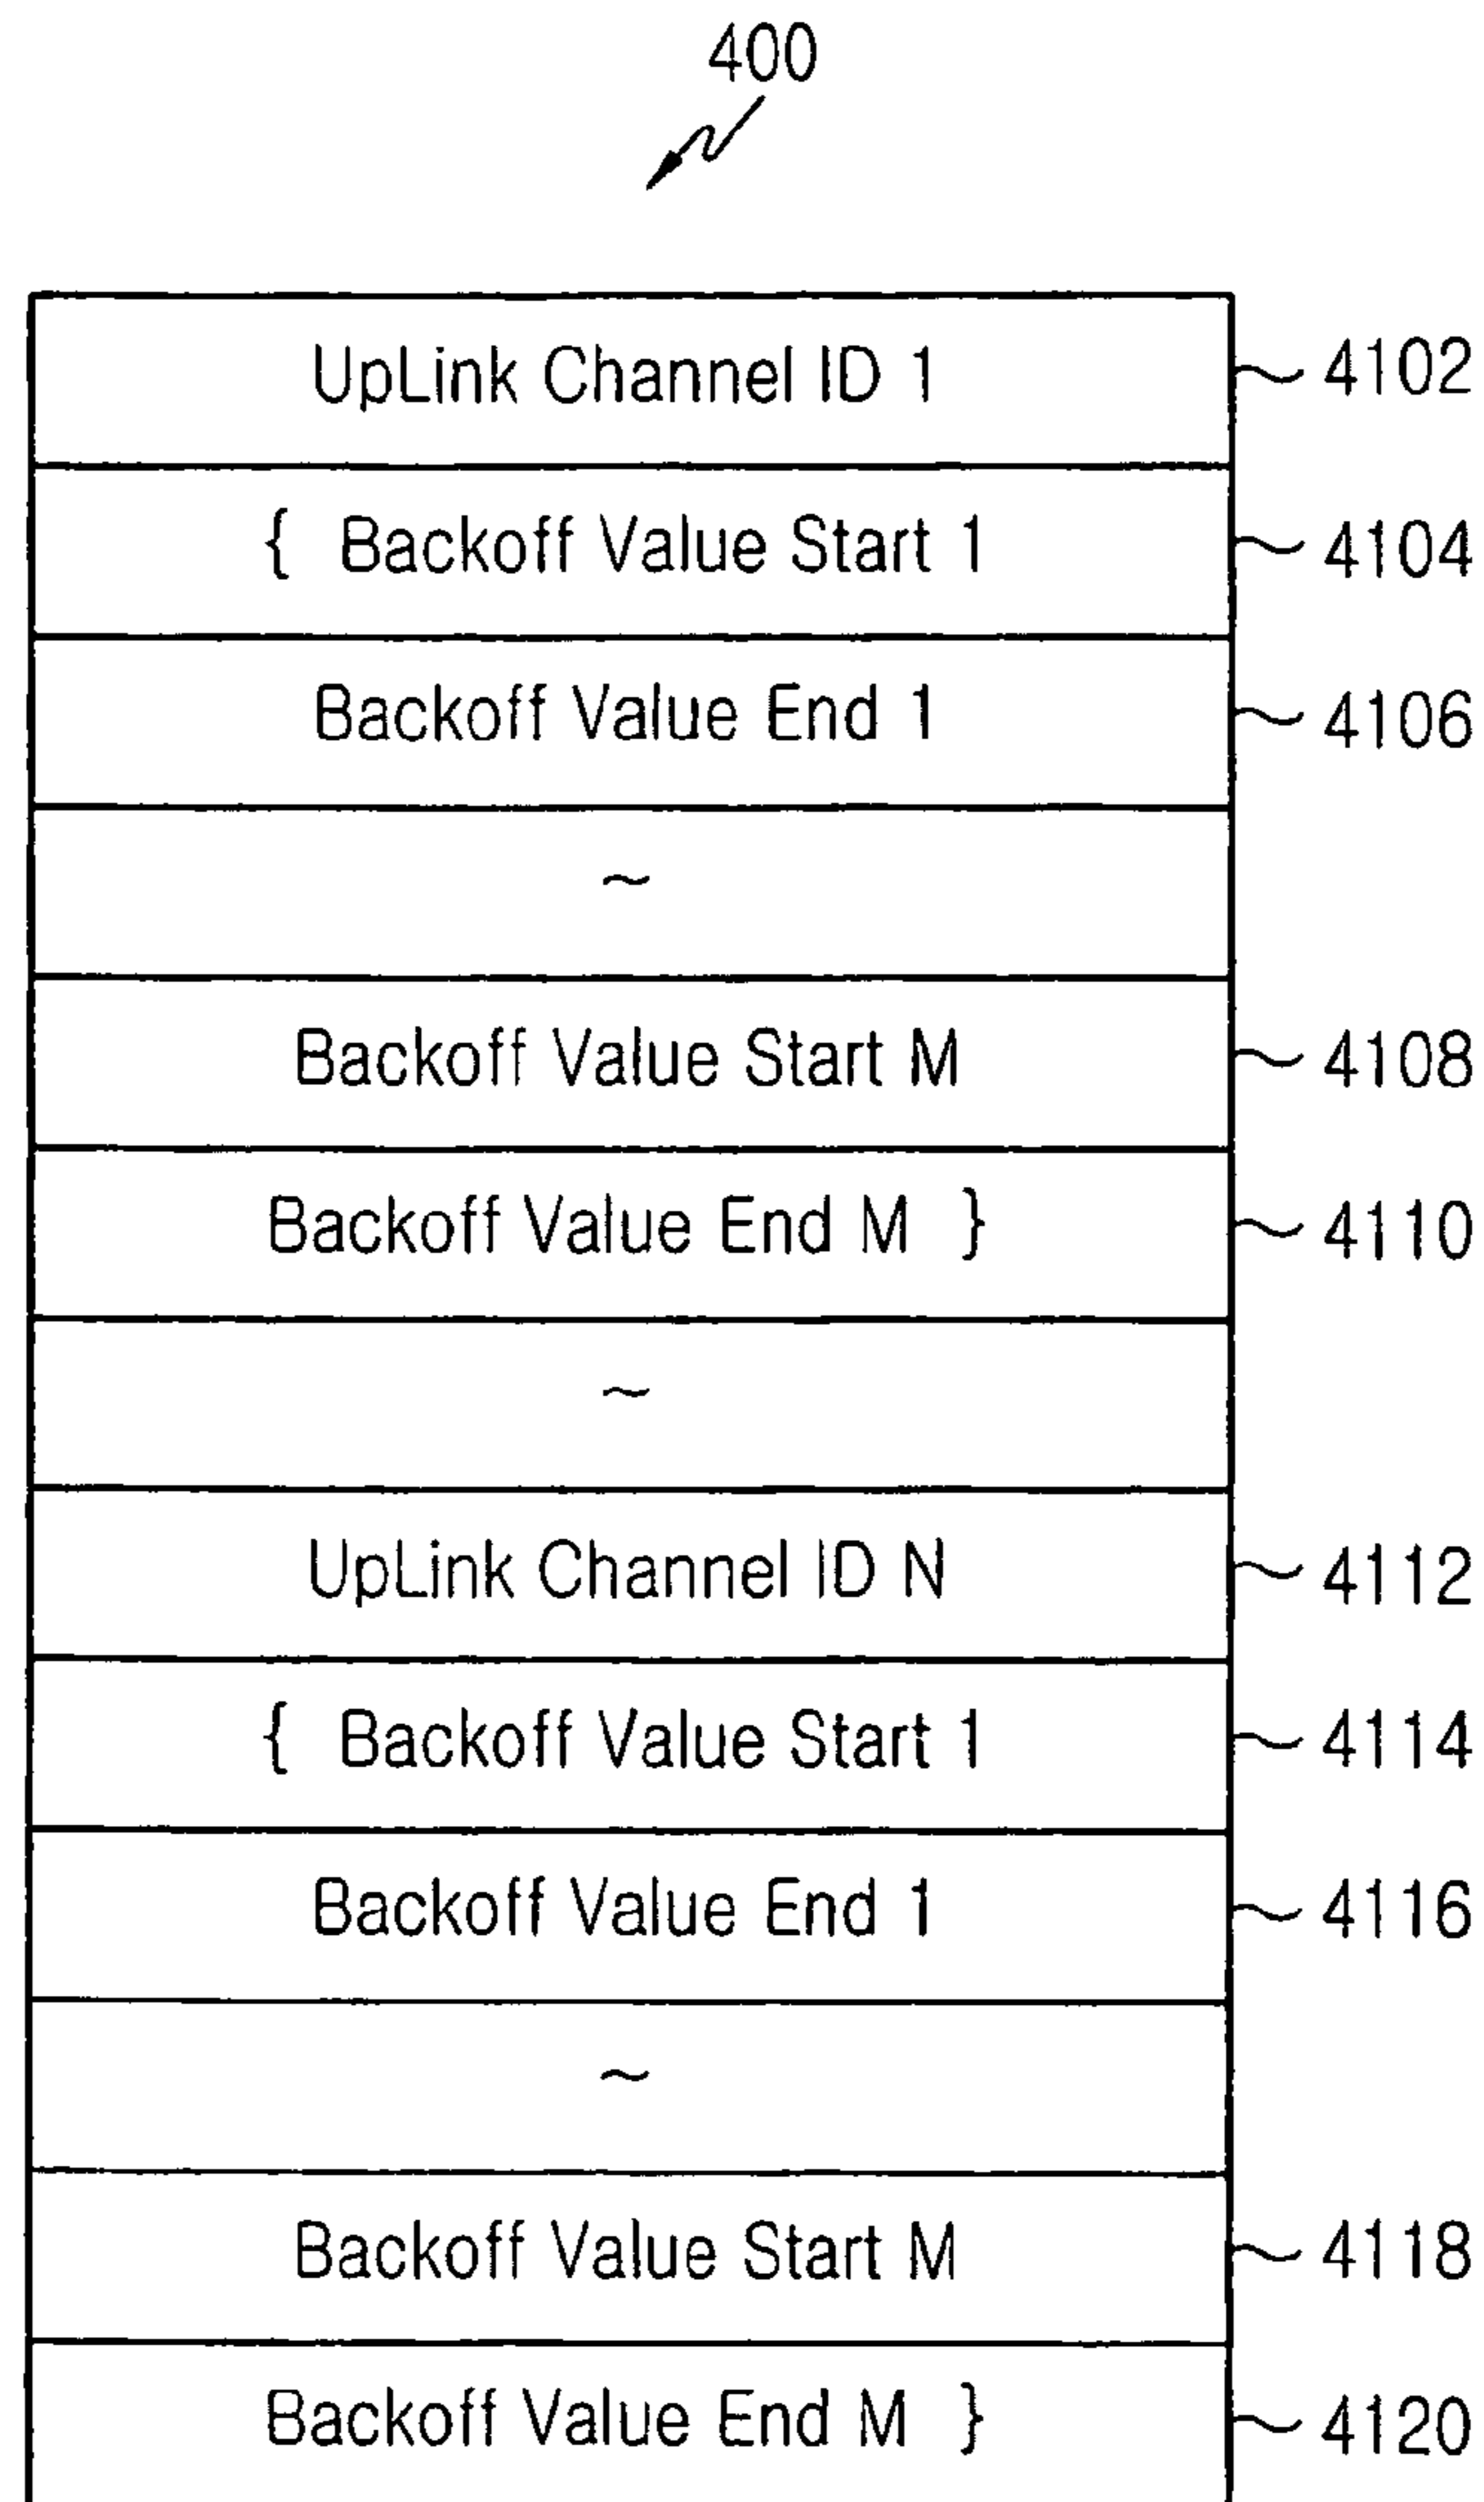 400
UpLink Channel ID 1 ~ 4102
{ Backoff Value Start 1 ~ 4104
Backoff Value End 1 ~ 4106
~
Backoff Value Start M ~ 4108
Backoff Value End M } ~ 4110
~
UpLink Channel ID N ~ 4112
{ Backoff Value Start 1 ~ 4114
Backoff Value End 1 ~ 4116
~
Backoff Value Start M ~ 4118
Backoff Value End M } ~ 4120